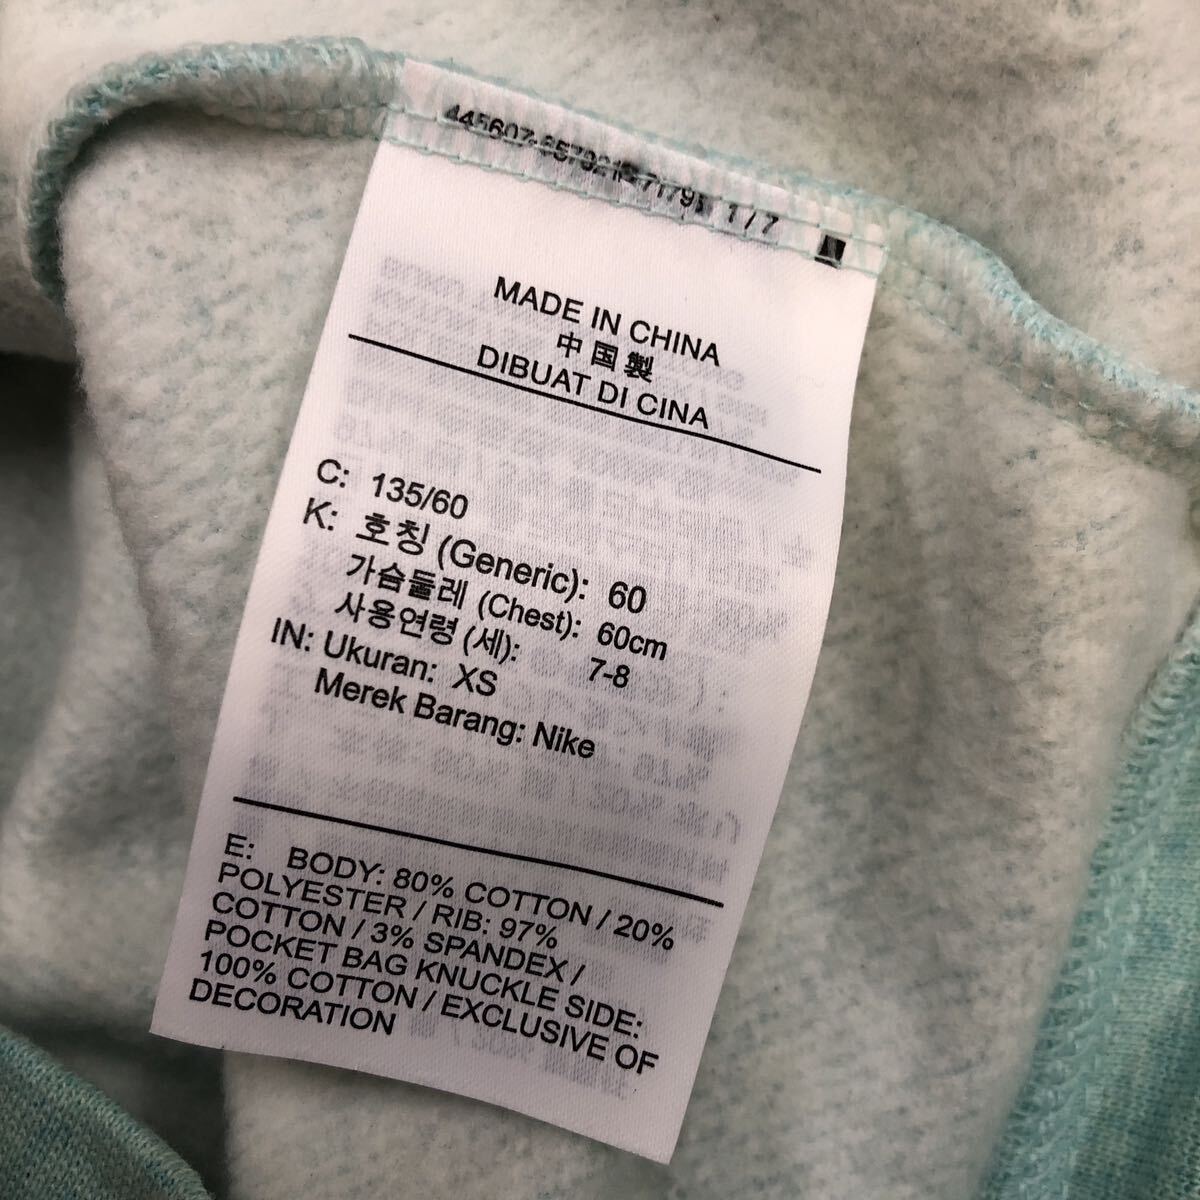 1 / 7
MADE IN CHINA
中国製
DIBUAT DI CINA
C: 135/60
K: 호칭 (Generic): 60
가슴둘레 (Chest): 60cm
사용연령 (세): 7-8
IN: Ukuran: XS
Merek Barang: Nike
E: BODY: 80% COTTON / 20%
POLYESTER / RIB: 97%
COTTON / 3% SPANDEX /
POCKET BAG KNUCKLE SIDE:
100% COTTON / EXCLUSIVE OF
DECORATION